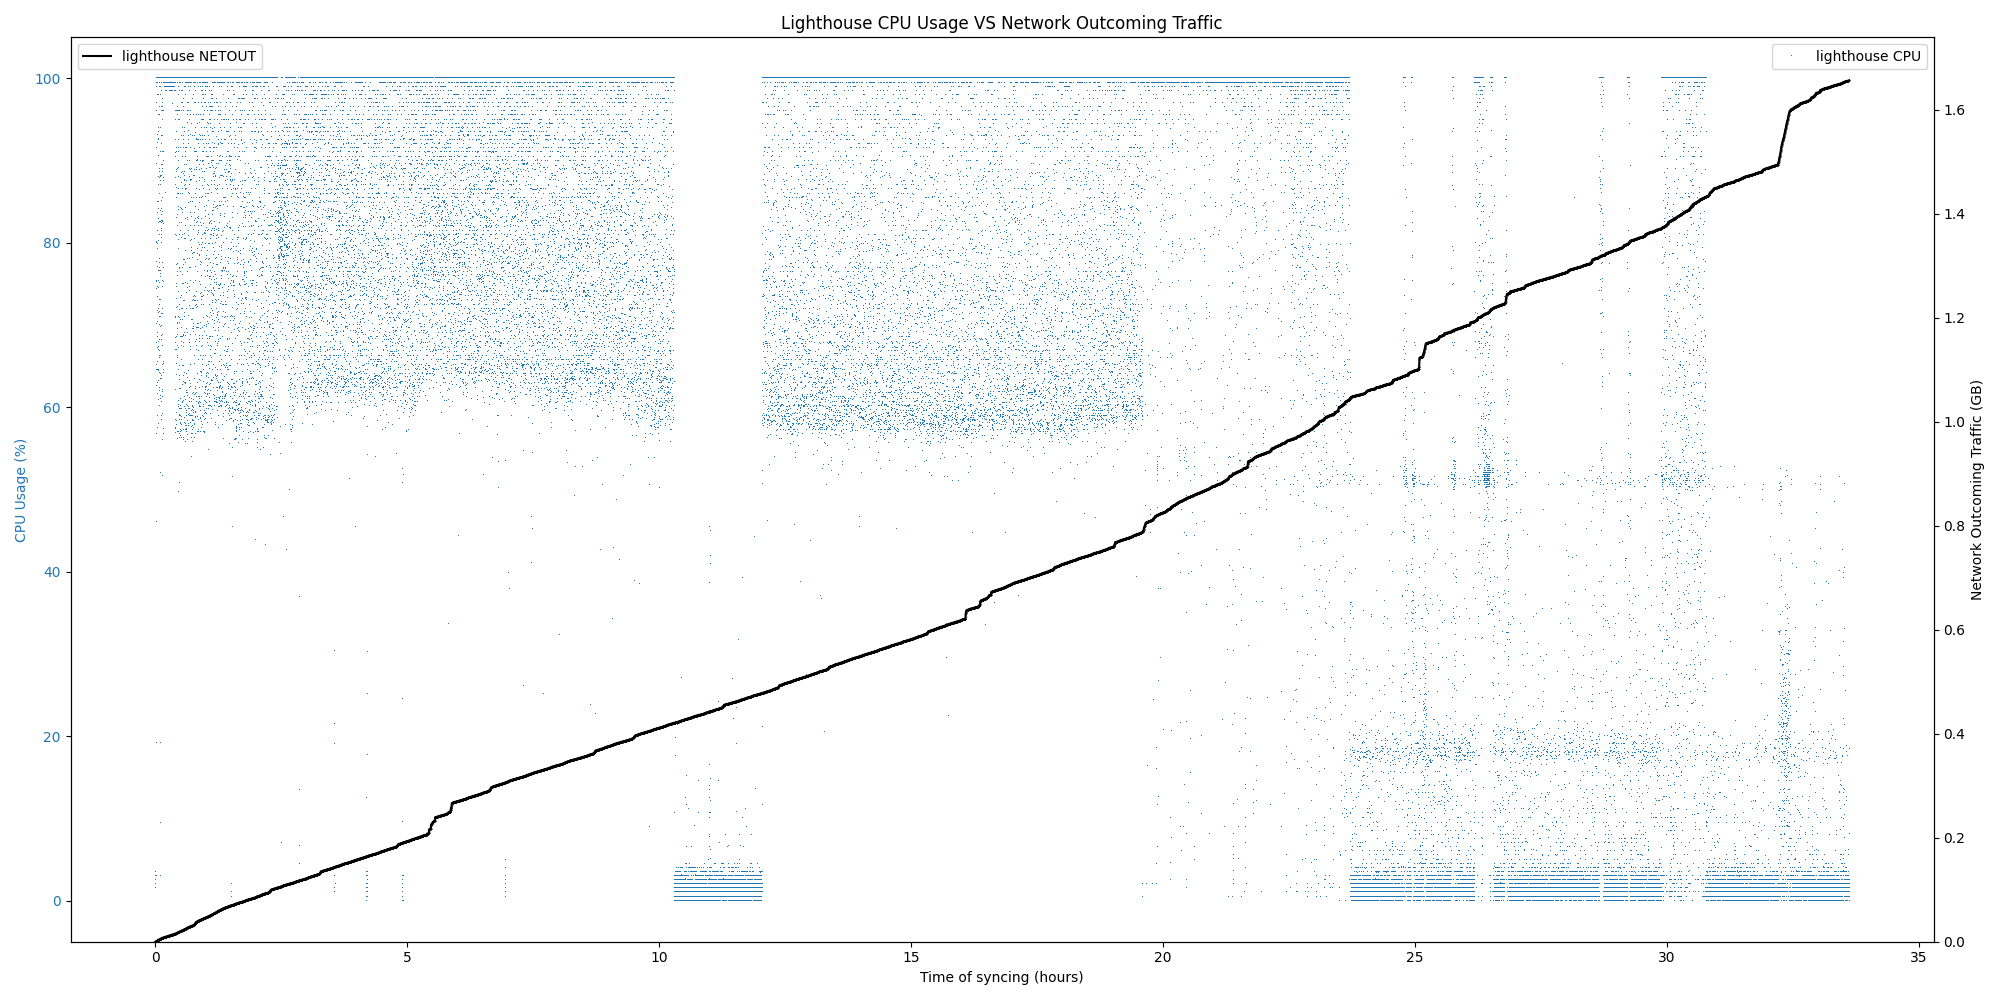 Lighthouse CPU Usage VS Network Outcoming Traffic
lighthouse NETOUT
lighthouse CPU
CPU Usage (%)
100
80
60
40
20
0
Network Outcoming Traffic (GB)
1.6
1.4
1.2
1.0
0.8
0.6
0.4
0.2
0.0
0 5 10 15 20 25 30 35
Time of syncing (hours)